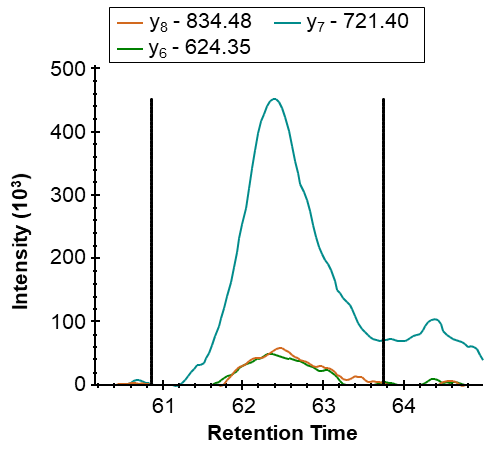 y₈ - 834.48 y₇ - 721.40
y₆ - 624.35
500
400
300
200
100
0
Intensity (10³)
61 62 63 64
Retention Time